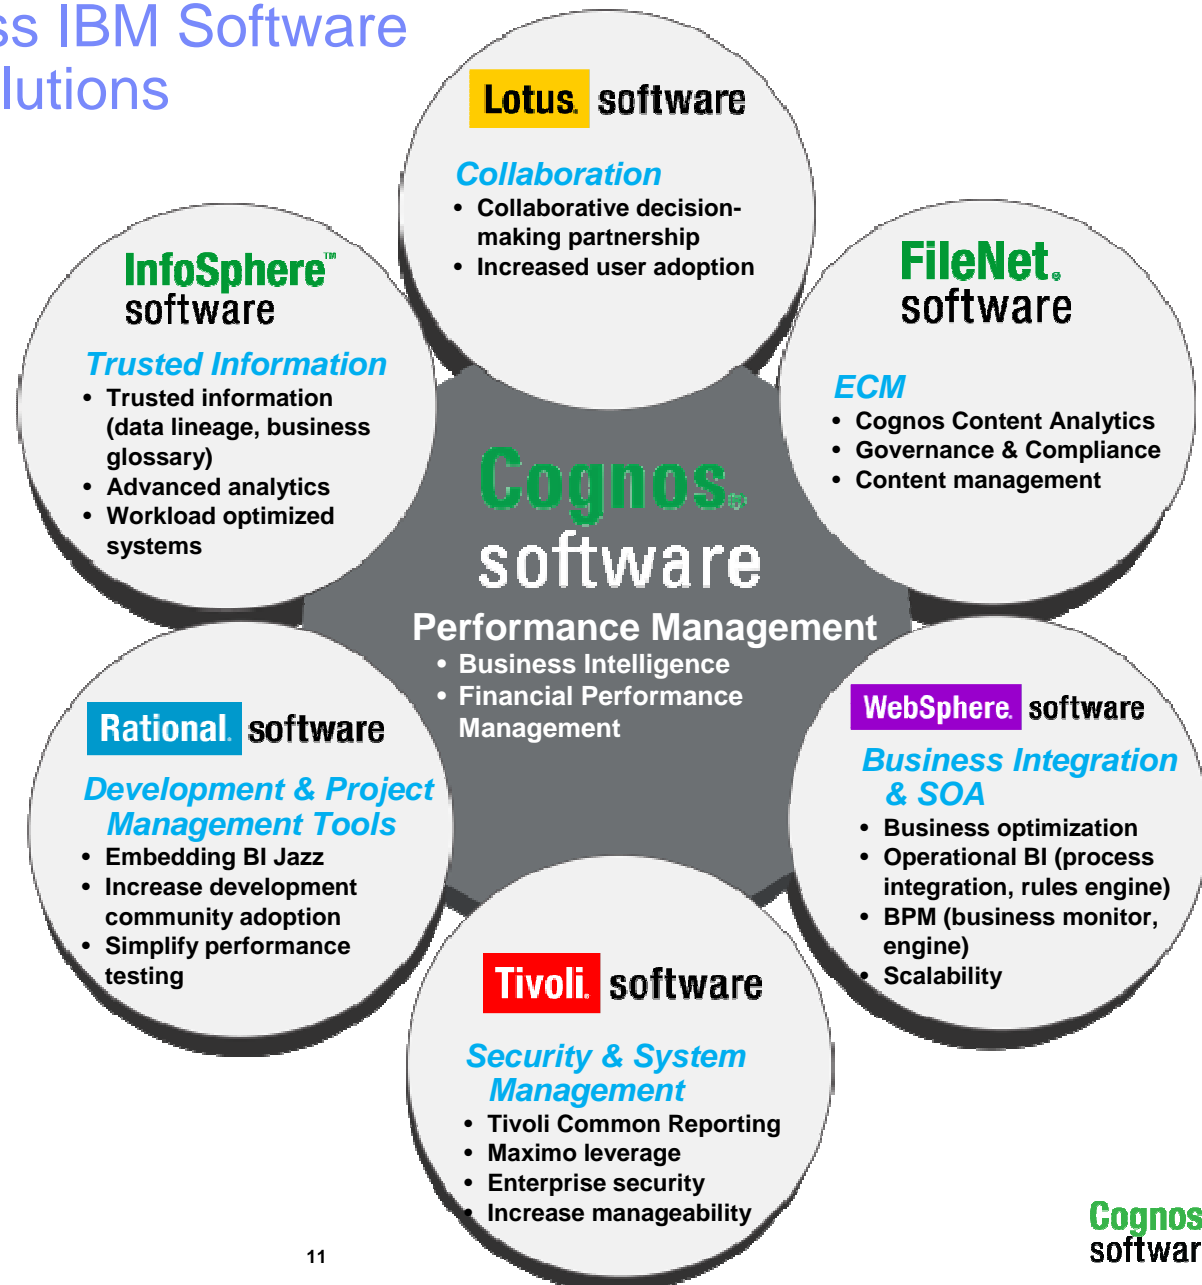 ss IBM Software
lutions
Lotus. software
Collaboration
• Collaborative decision-
making partnership
• Increased user adoption
InfoSphere™
software
Trusted Information
• Trusted information
(data lineage, business
glossary)
• Advanced analytics
• Workload optimized
systems
FileNet®
software
ECM
• Cognos Content Analytics
• Governance & Compliance
• Content management
Cognos®
software
Performance Management
• Business Intelligence
• Financial Performance
Management
Rational. software
Development & Project
Management Tools
• Embedding BI Jazz
• Increase development
community adoption
• Simplify performance
testing
WebSphere. software
Business Integration
& SOA
• Business optimization
• Operational BI (process
integration, rules engine)
• BPM (business monitor,
engine)
• Scalability
Tivoli. software
Security & System
Management
• Tivoli Common Reporting
• Maximo leverage
• Enterprise security
• Increase manageability
11
Cognos
softwar